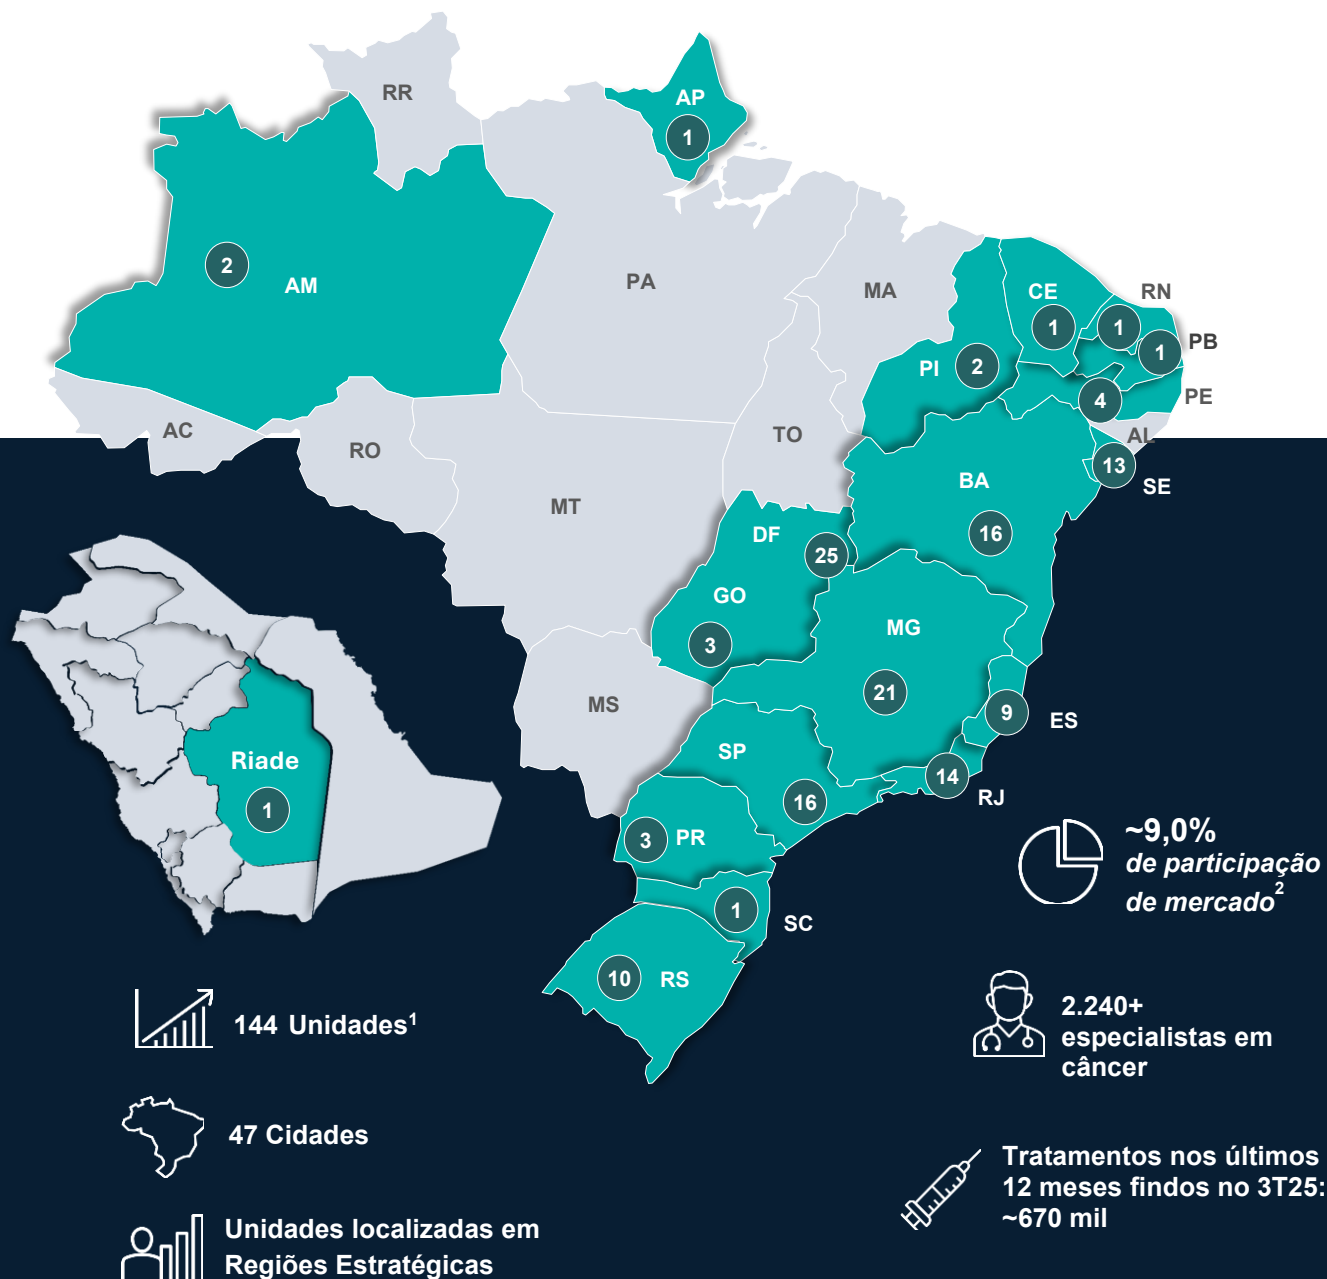 RR
AP
1
2
AM
PA
MA
CE
1
RN
1
PB
1
PI
2
PE
4
AC
RO
TO
AL
13
SE
BA
16
MT
DF
25
GO
3
MG
21
MS
ES
9
SP
16
RJ
14
Riade
1
PR
3
SC
1
RS
10
~9,0%
de participação
de mercado²
144 Unidades¹
2.240+
especialistas em
câncer
47 Cidades
Tratamentos nos últimos
12 meses findos no 3T25:
~670 mil
Unidades localizadas em
Regiões Estratégicas